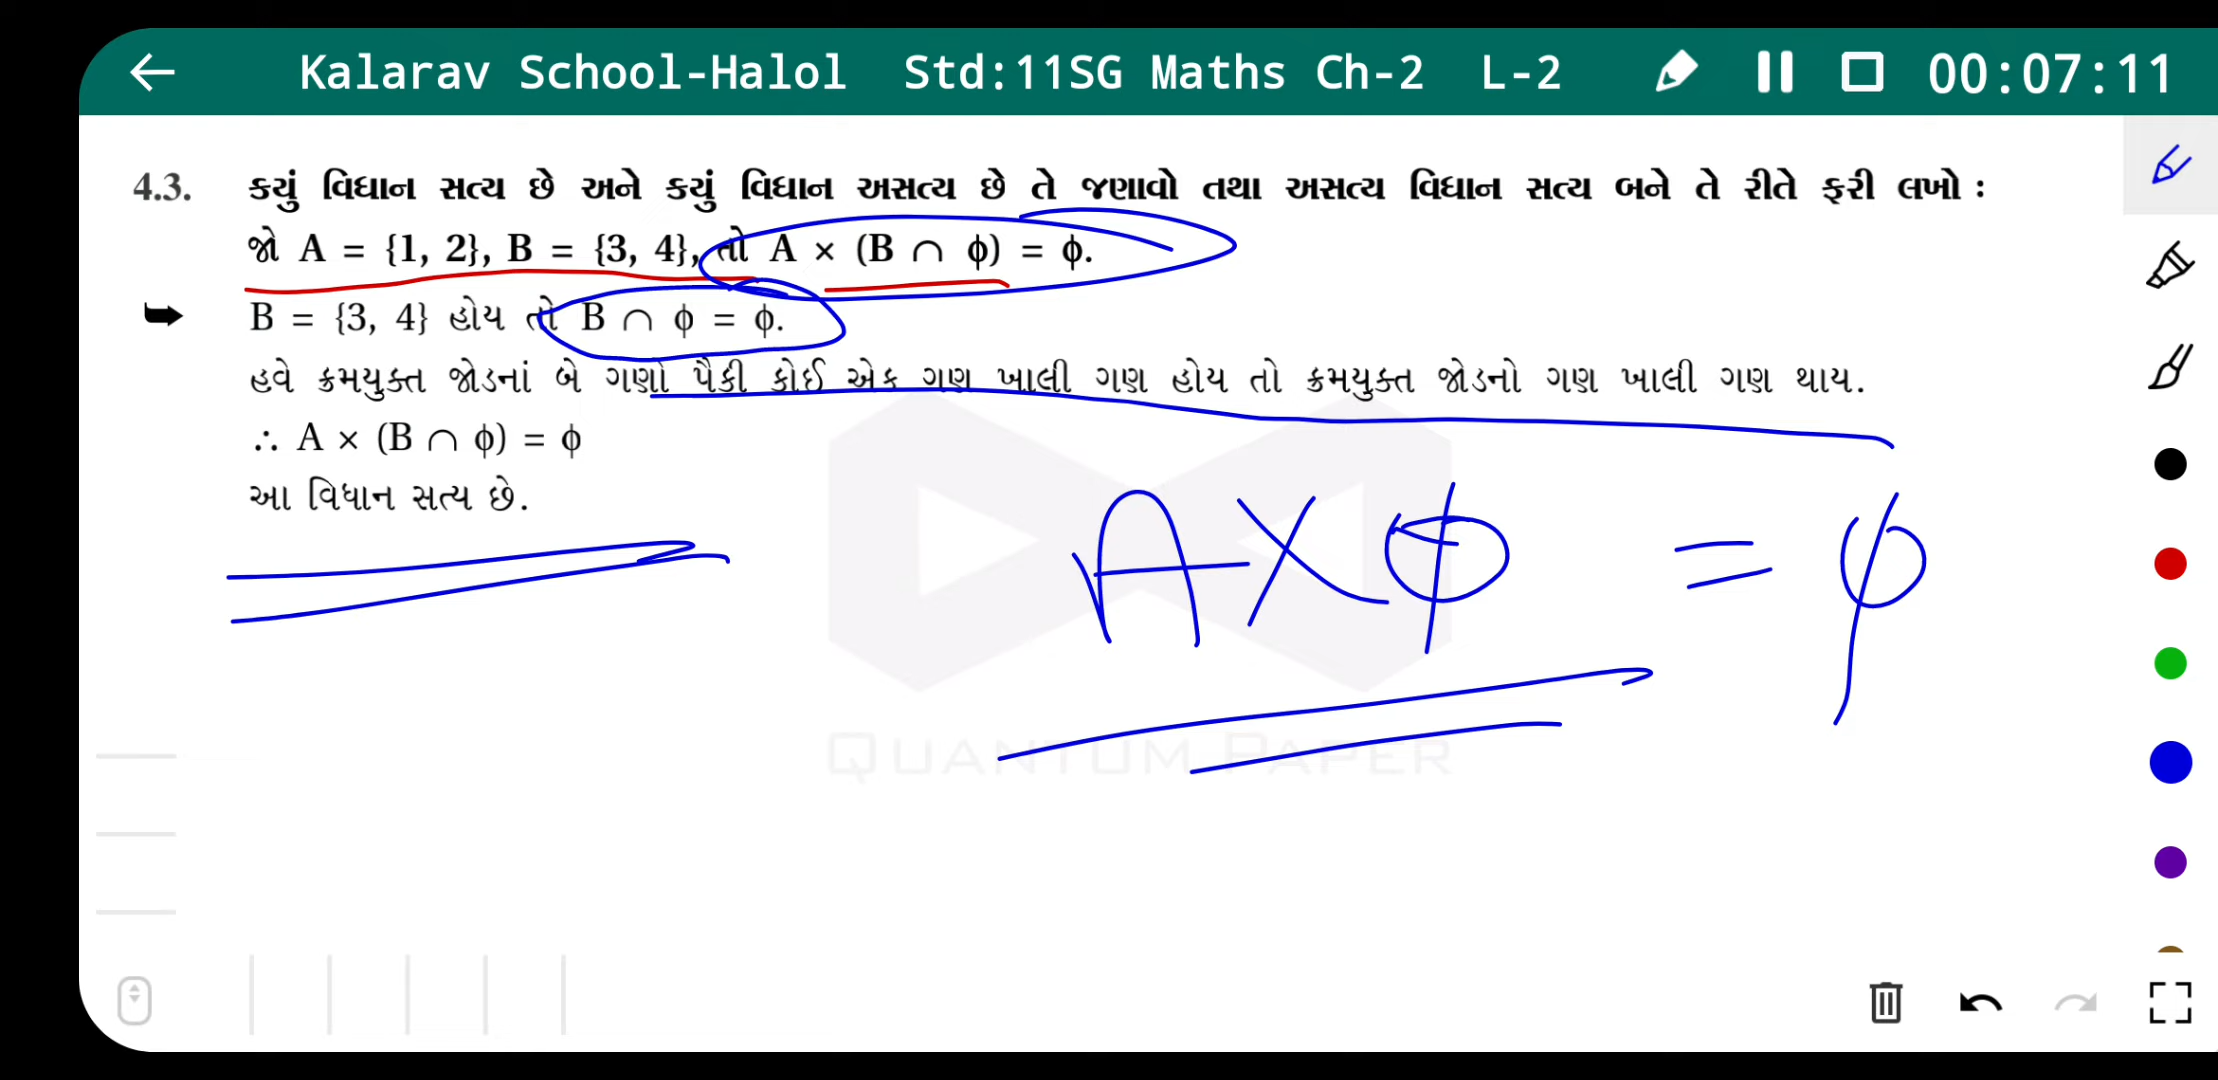 Kalarav School-Halol Std:11SG Maths Ch-2 L-2 00:07:11
4.3. કયું વિધાન સત્ય છે અને કયું વિધાન અસત્ય છે તે જણાવો તથા અસત્ય વિધાન સત્ય બને તે રીતે ફરી લખો :
જો A = {1, 2}, B = {3, 4}, તો A × (B ∩ ϕ) = ϕ.
B = {3, 4} હોય તો B ∩ ϕ = ϕ.
હવે ક્રમયુક્ત જોડનાં બે ગણો પૈકી કોઈ એક ગણ ખાલી ગણ હોય તો ક્રમયુક્ત જોડનો ગણ ખાલી ગણ થાય.
∴ A × (B ∩ ϕ) = ϕ
આ વિધાન સત્ય છે.
A × ϕ = ϕ
QUANTUM PAPER